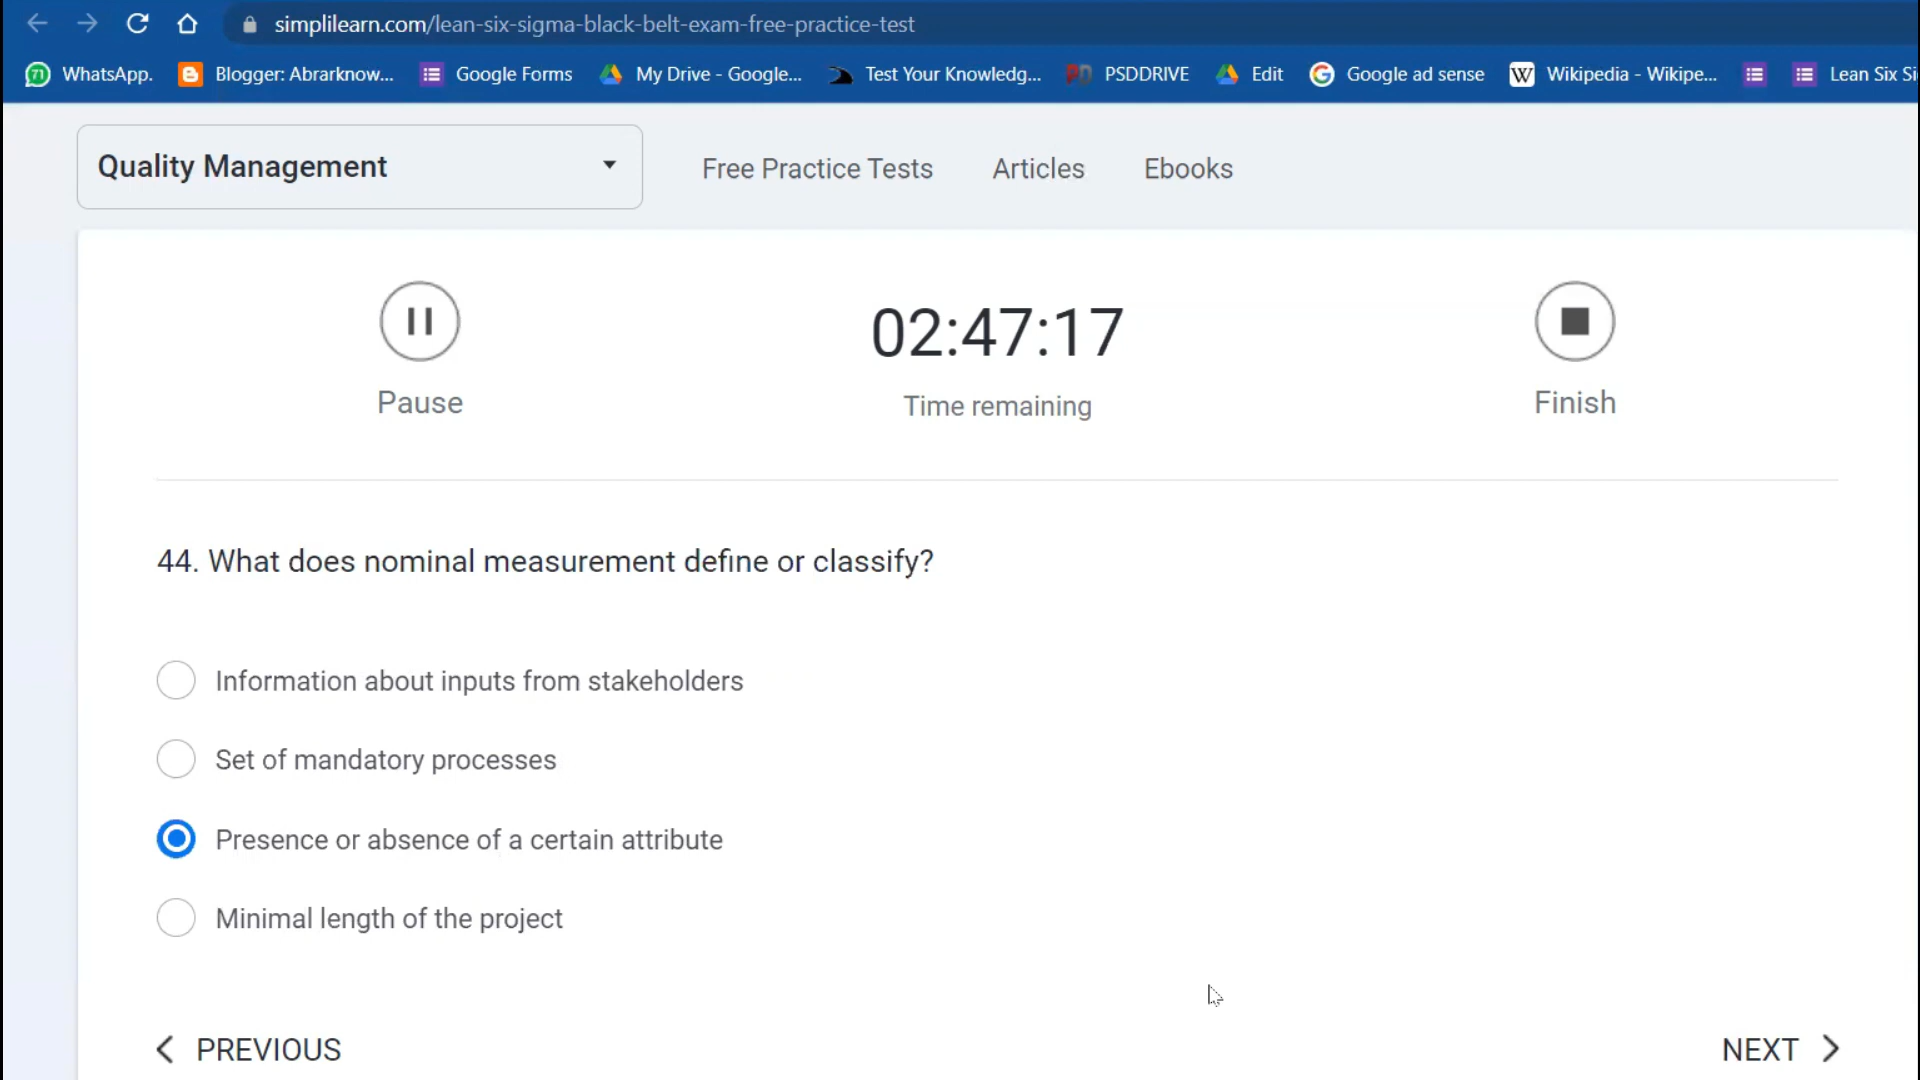 simplilearn.com/lean-six-sigma-black-belt-exam-free-practice-test
71 WhatsApp. Blogger: Abrarknow... Google Forms My Drive - Google... Test Your Knowledg... PD PSDDRIVE Edit G Google ad sense W Wikipedia - Wikipe... Lean Six Si
Quality Management Free Practice Tests Articles Ebooks
02:47:17
Pause Time remaining Finish
44. What does nominal measurement define or classify?
Information about inputs from stakeholders
Set of mandatory processes
Presence or absence of a certain attribute
Minimal length of the project
PREVIOUS NEXT